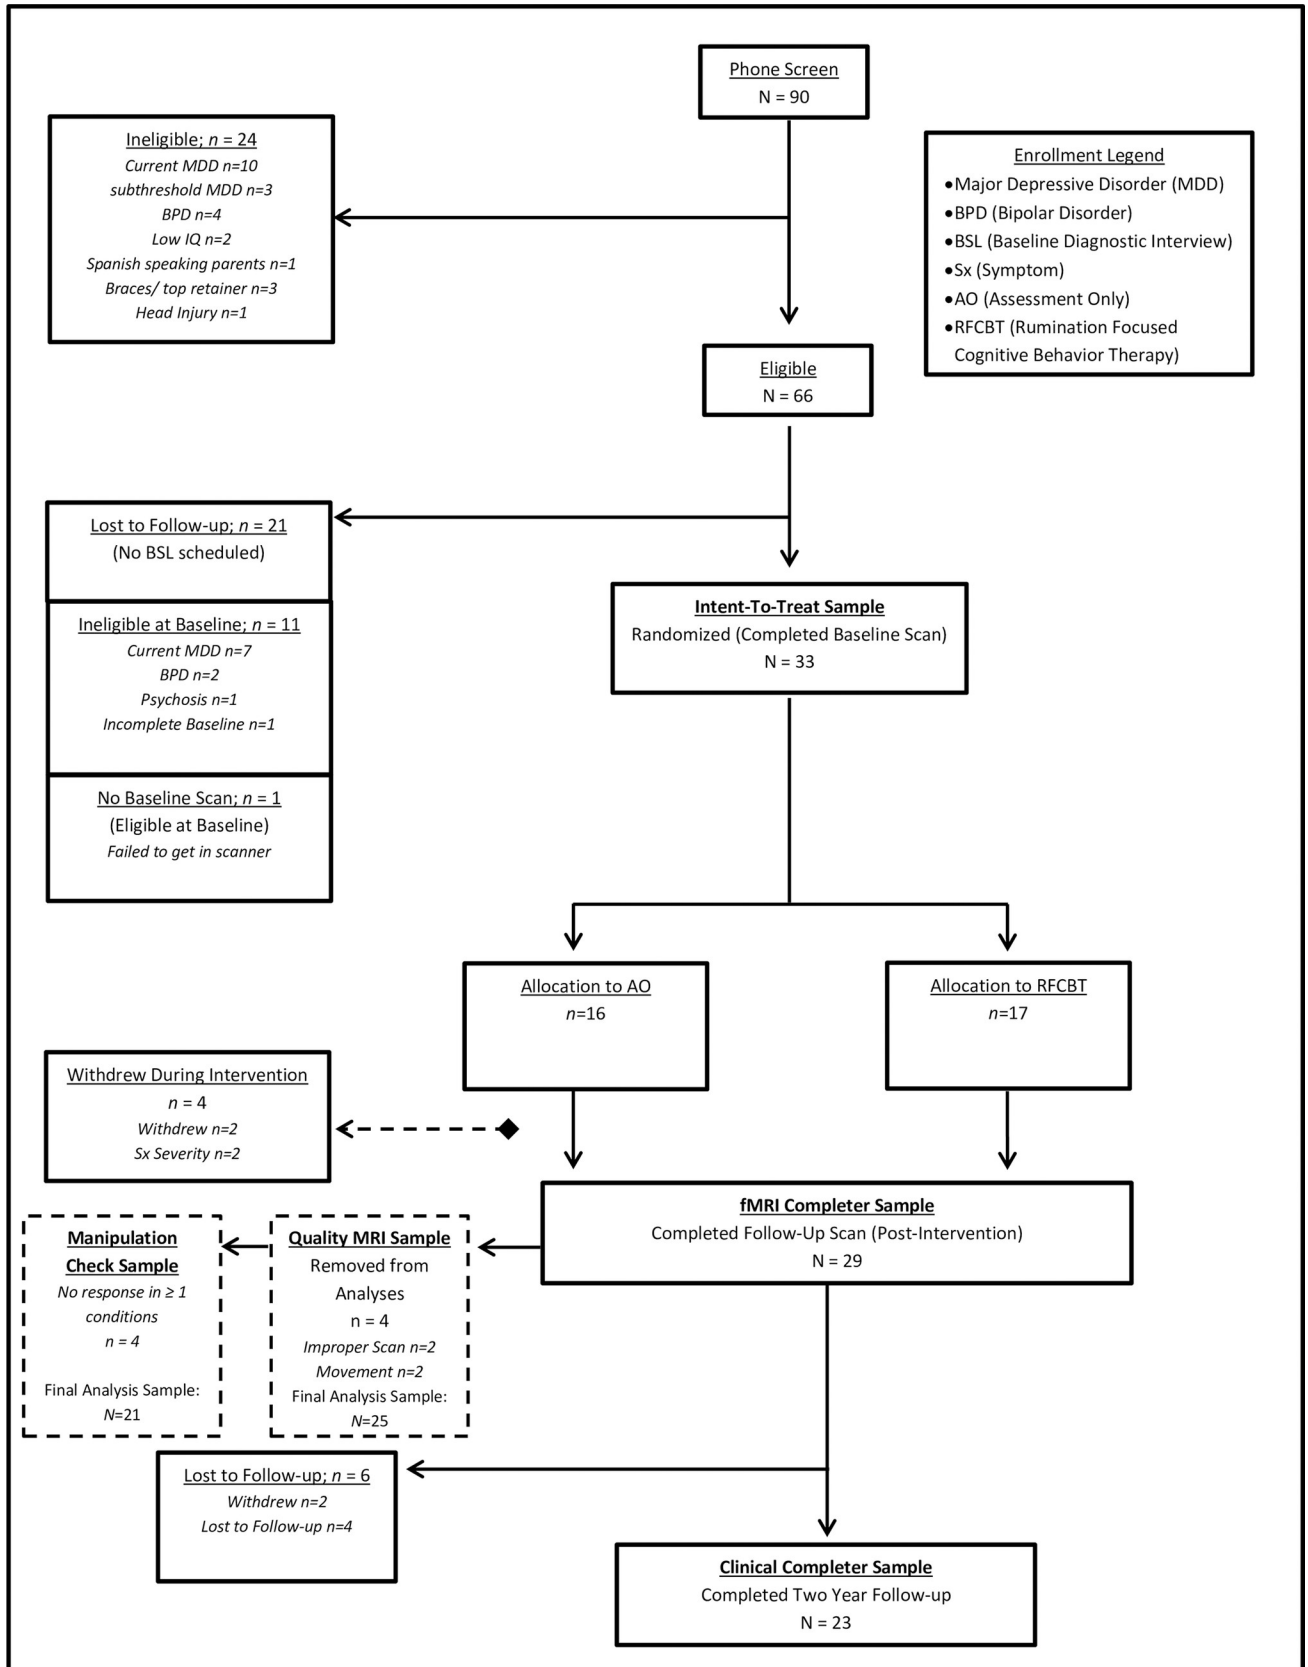 Phone Screen
N = 90
Ineligible; n = 24
Current MDD n=10
subthreshold MDD n=3
BPD n=4
Low IQ n=2
Spanish speaking parents n=1
Braces/ top retainer n=3
Head Injury n=1
Enrollment Legend
•Major Depressive Disorder (MDD)
•BPD (Bipolar Disorder)
•BSL (Baseline Diagnostic Interview)
•Sx (Symptom)
•AO (Assessment Only)
•RFCBT (Rumination Focused
Cognitive Behavior Therapy)
Eligible
N = 66
Lost to Follow-up; n = 21
(No BSL scheduled)
Ineligible at Baseline; n = 11
Current MDD n=7
BPD n=2
Psychosis n=1
Incomplete Baseline n=1
No Baseline Scan; n = 1
(Eligible at Baseline)
Failed to get in scanner
Intent-To-Treat Sample
Randomized (Completed Baseline Scan)
N = 33
Allocation to AO
n=16
Allocation to RFCBT
n=17
Withdrew During Intervention
n = 4
Withdrew n=2
Sx Severity n=2
fMRI Completer Sample
Completed Follow-Up Scan (Post-Intervention)
N = 29
Manipulation
Check Sample
No response in ≥ 1
conditions
n = 4
Final Analysis Sample:
N=21
Quality MRI Sample
Removed from
Analyses
n = 4
Improper Scan n=2
Movement n=2
Final Analysis Sample:
N=25
Lost to Follow-up; n = 6
Withdrew n=2
Lost to Follow-up n=4
Clinical Completer Sample
Completed Two Year Follow-up
N = 23